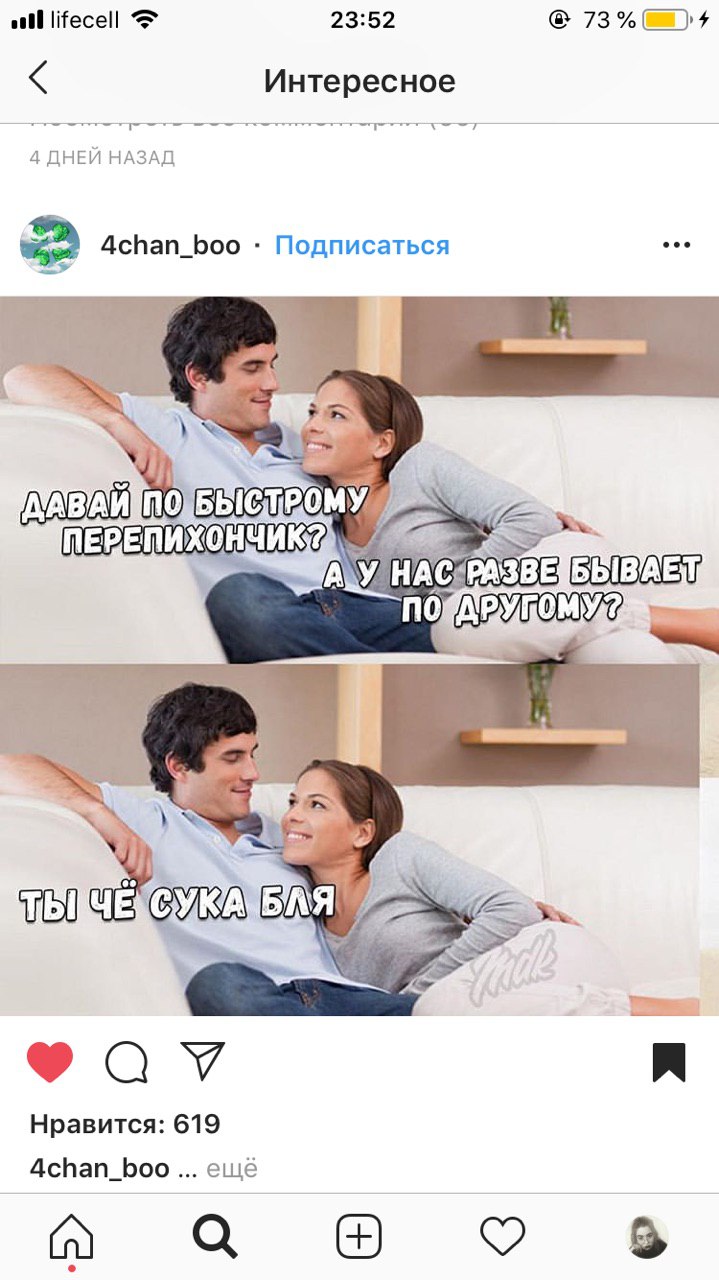 lifecell 23:52 73 %
Интересное
4 ДНЕЙ НАЗАД
4chan_boo · Подписаться
ДАВАЙ ПО БЫСТРОМУ
ПЕРЕПИХОНЧИК?
А У НАС РАЗВЕ БЫВАЕТ
ПО ДРУГОМУ?
ТЫ ЧЁ СУКА БЛЯ
mdk
Нравится: 619
4chan_boo ... ещё